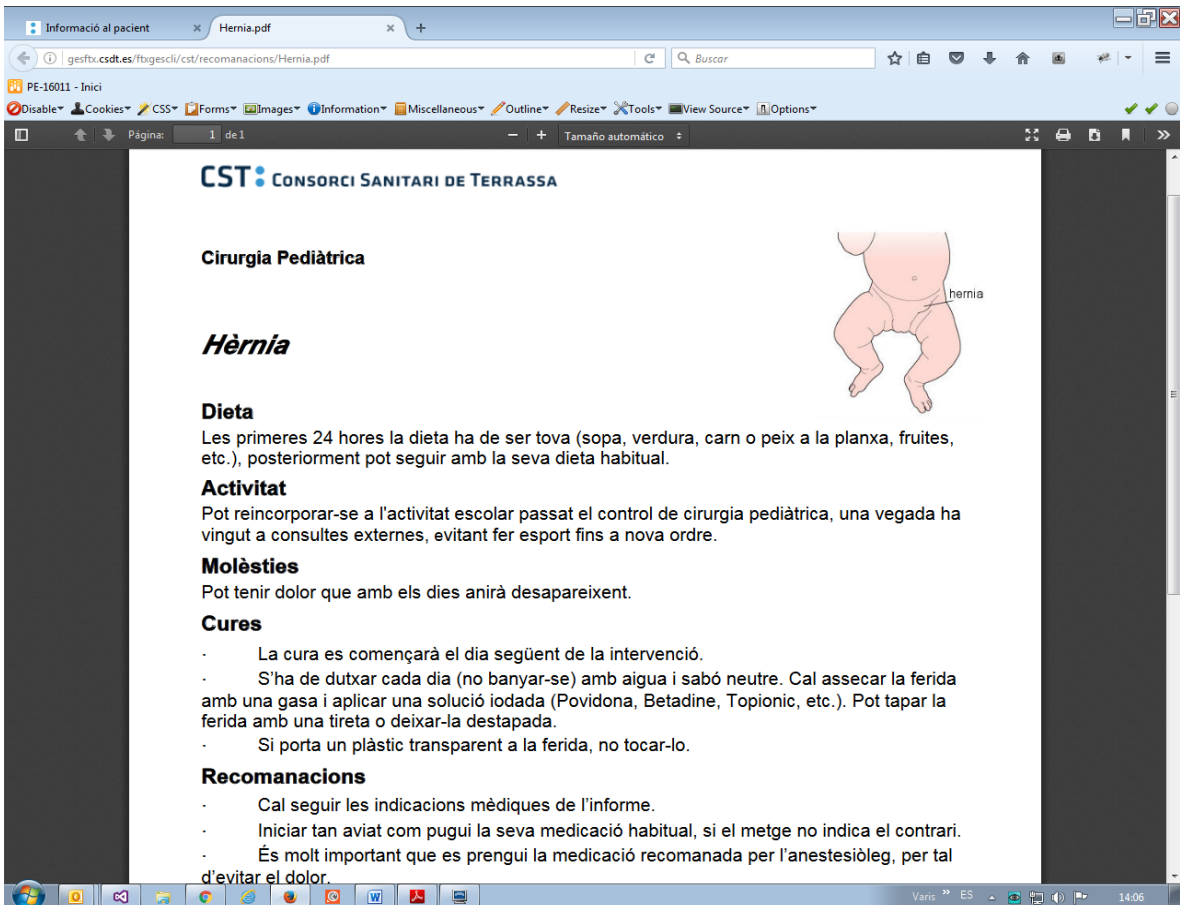 Informació al pacient
Hernia.pdf
gesftx.csdt.es/ftxgescli/cst/recomanacions/Hernia.pdf
Buscar
PE-16011 - Inici
Disable Cookies CSS Forms Images Information Miscellaneous Outline Resize Tools View Source Options
Página: 1 de 1
Tamaño automático
CST CONSORCI SANITARI DE TERRASSA
Cirurgia Pediàtrica
hernia
Hèrnia
Dieta
Les primeres 24 hores la dieta ha de ser tova (sopa, verdura, carn o peix a la planxa, fruites,
etc.), posteriorment pot seguir amb la seva dieta habitual.
Activitat
Pot reincorporar-se a l'activitat escolar passat el control de cirurgia pediàtrica, una vegada ha
vingut a consultes externes, evitant fer esport fins a nova ordre.
Molèsties
Pot tenir dolor que amb els dies anirà desapareixent.
Cures
· La cura es començarà el dia següent de la intervenció.
· S’ha de dutxar cada dia (no banyar-se) amb aigua i sabó neutre. Cal assecar la ferida
amb una gasa i aplicar una solució iodada (Povidona, Betadine, Topionic, etc.). Pot tapar la
ferida amb una tireta o deixar-la destapada.
· Si porta un plàstic transparent a la ferida, no tocar-lo.
Recomanacions
· Cal seguir les indicacions mèdiques de l’informe.
· Iniciar tan aviat com pugui la seva medicació habitual, si el metge no indica el contrari.
· És molt important que es prengui la medicació recomanada per l’anestesiòleg, per tal
d’evitar el dolor.
Varis ES 14:06